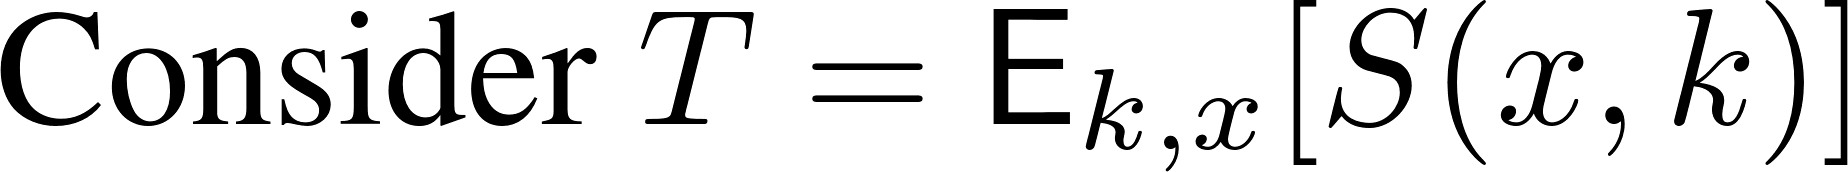 Consider T = E_{k,x}[S(x, k)]